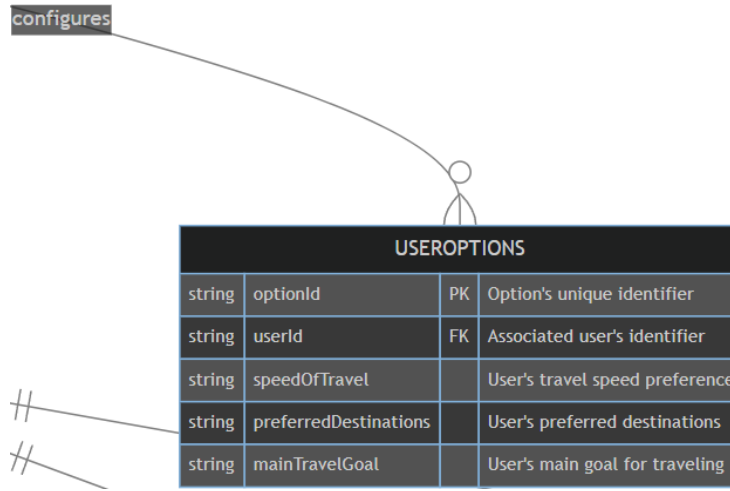 configures
USEROPTIONS
string optionId PK Option's unique identifier
string userId FK Associated user's identifier
string speedOfTravel User's travel speed preference
string preferredDestinations User's preferred destinations
string mainTravelGoal User's main goal for traveling